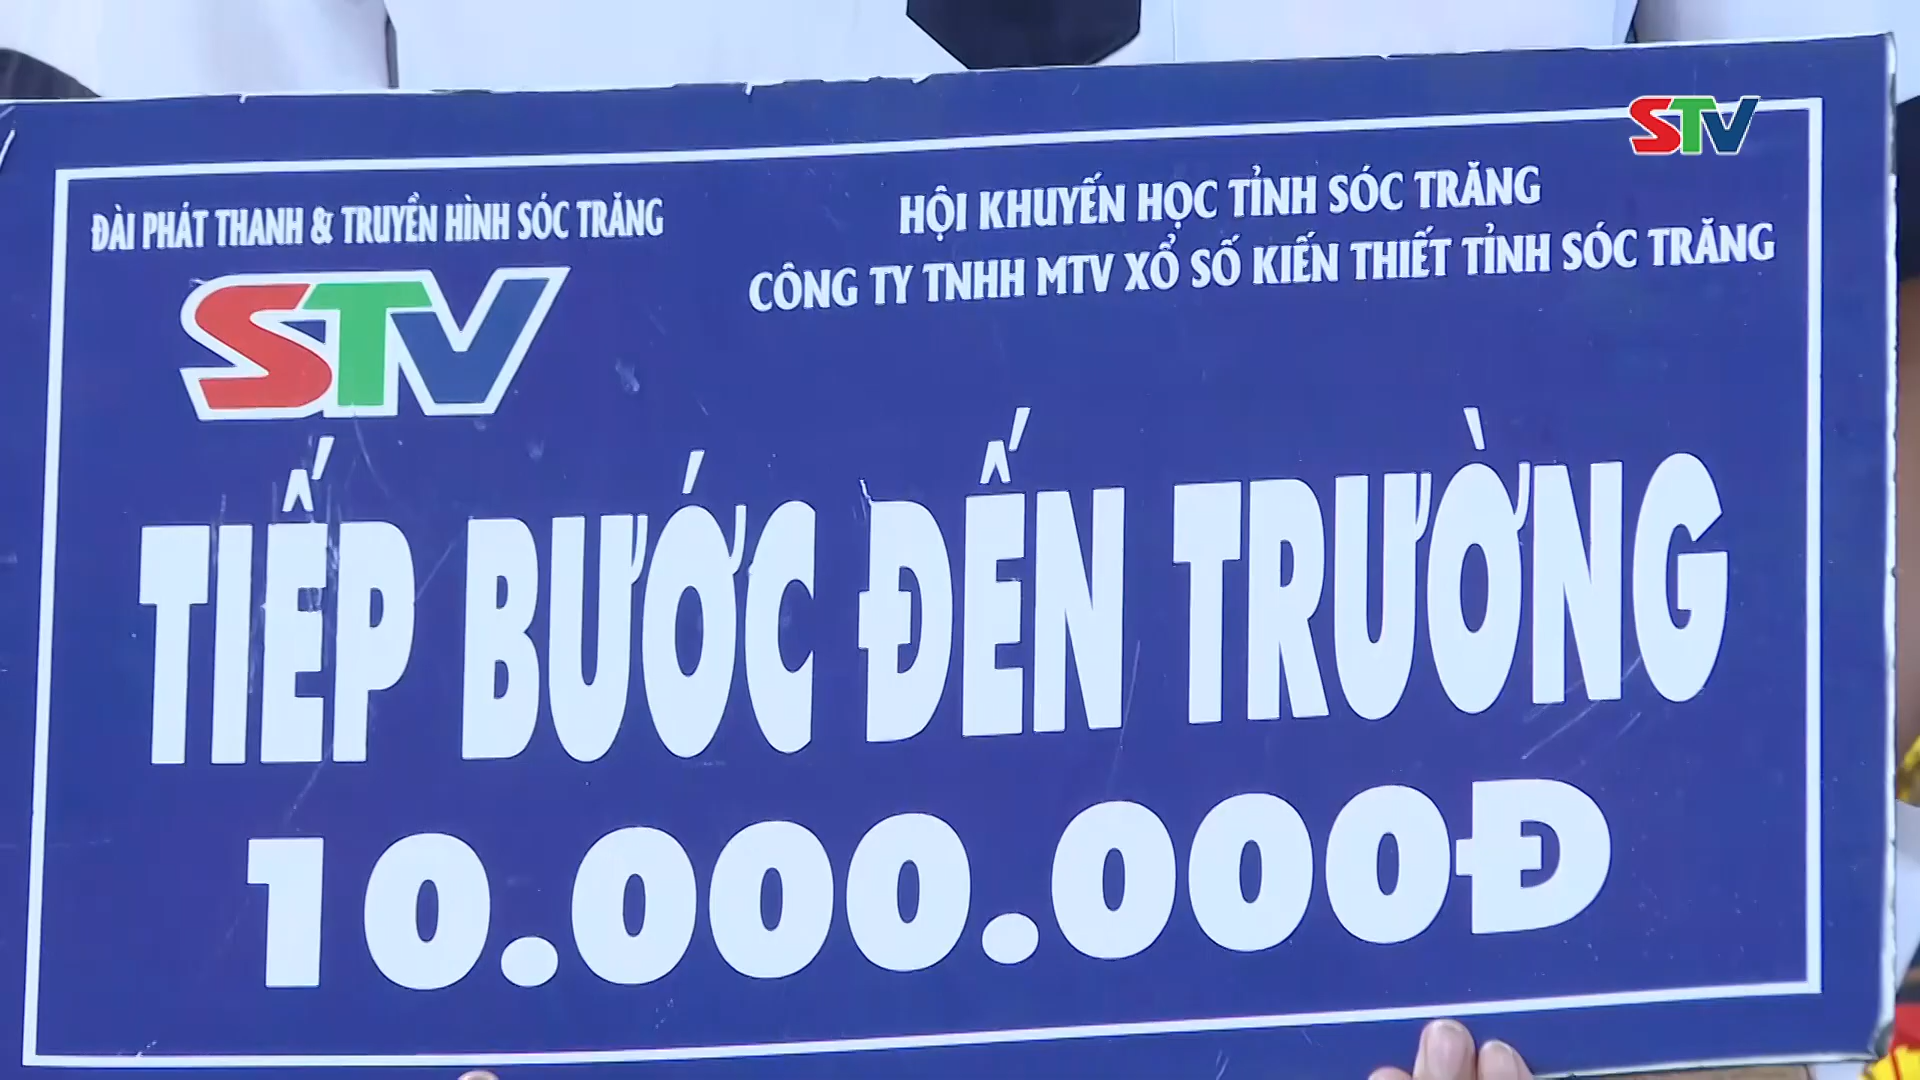 STV
ĐÀI PHÁT THANH & TRUYỀN HÌNH SÓC TRĂNG
STV
HỘI KHUYẾN HỌC TỈNH SÓC TRĂNG
CÔNG TY TNHH MTV XỔ SỐ KIẾN THIẾT TỈNH SÓC TRĂNG
TIẾP BƯỚC ĐẾN TRƯỜNG
10.000.000Đ